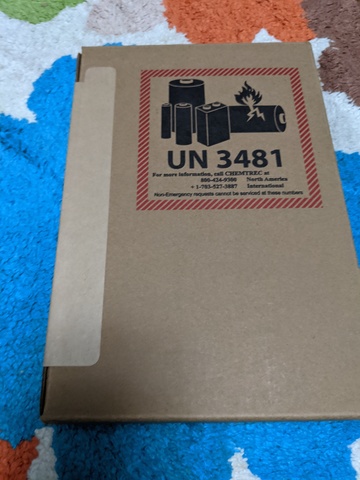 UN 3481
For more information, call CHEMTREC at
800-424-9300 North America
+ 1-703-527-3887 International
Non-Emergency requests cannot be serviced at these numbers